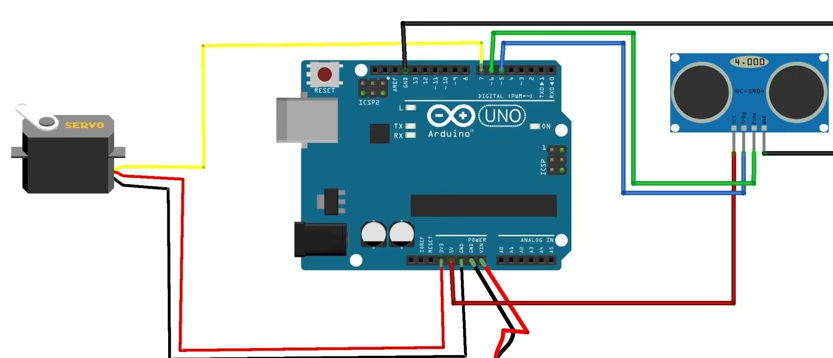 SERVO
RESET
ICSP2
AREF
GND
13
12
~11
~10
~9
8
7
~6
~5
4
~3
2
TX►1
RX◄0
DIGITAL (PWM=~)
L
TX
RX
Arduino™
UNO
ON
1
ICSP
IOREF
RESET
3V3
5V
GND
GND
VIN
POWER
ANALOG IN
A0
A1
A2
A3
A4
A5
4.000
HC-SR04
VCC
Trig
Echo
GND